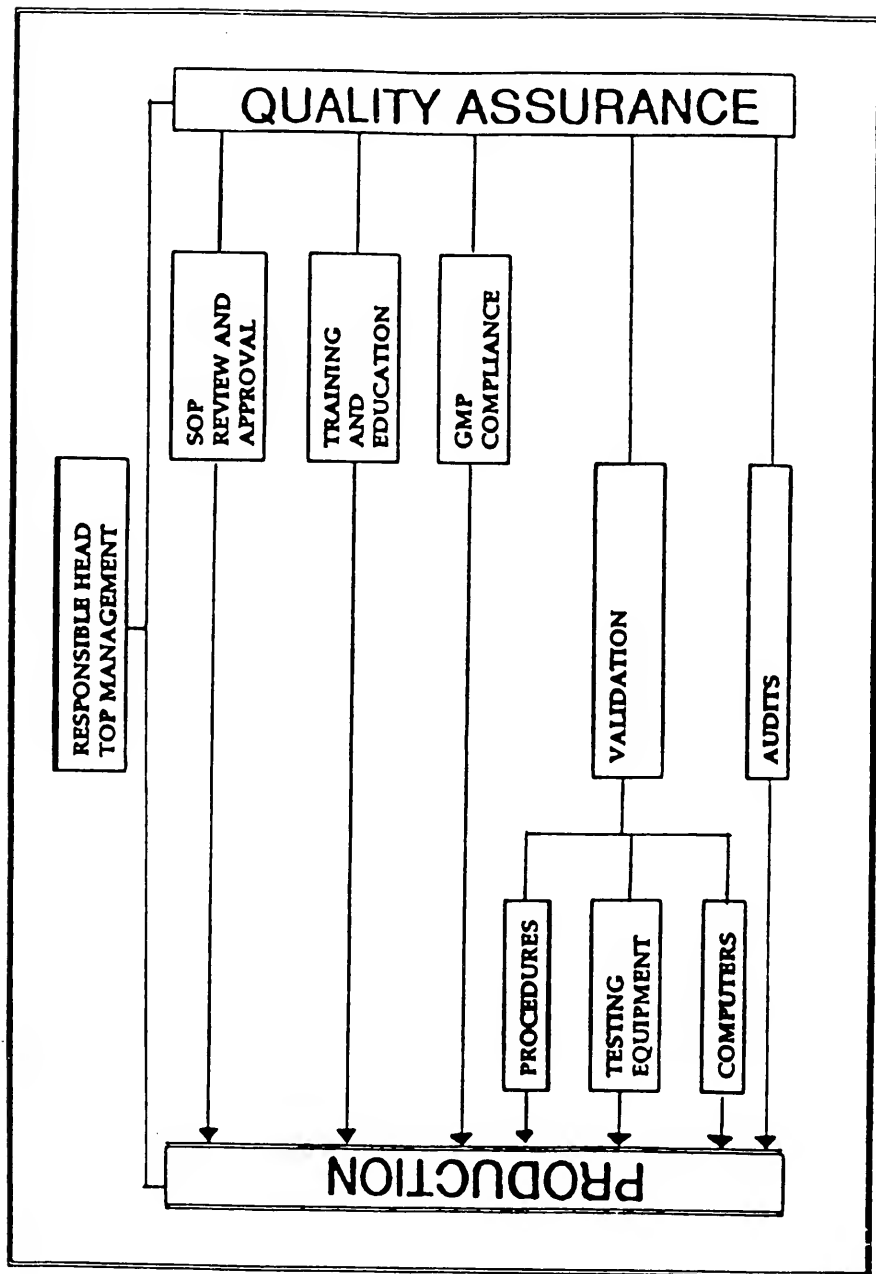 RESPONSIBLE HEAD
TOP MANAGEMENT
QUALITY ASSURANCE
SOP
REVIEW AND
APPROVAL
TRAINING
AND
EDUCATION
GMP
COMPLIANCE
VALIDATION
AUDITS
PROCEDURES
TESTING
EQUIPMENT
COMPUTERS
PRODUCTION